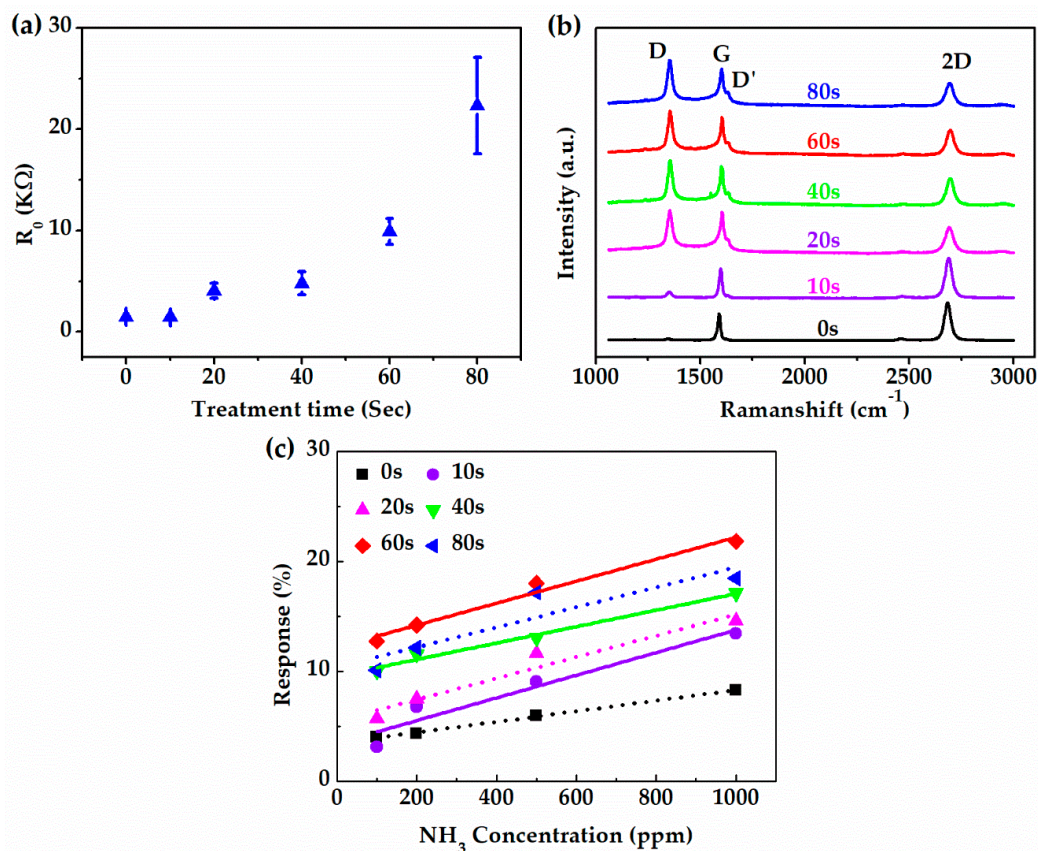 (a)
30
20
10
0
R0 (KΩ)
0 20 40 60 80
Treatment time (Sec)
(b)
D G D' 2D
80s
60s
40s
20s
10s
0s
Intensity (a.u.)
1000 1500 2000 2500 3000
Ramanshift (cm-1)
(c)
30
20
10
0
Response (%)
0s 10s
20s 40s
60s 80s
0 200 400 600 800 1000
NH3 Concentration (ppm)